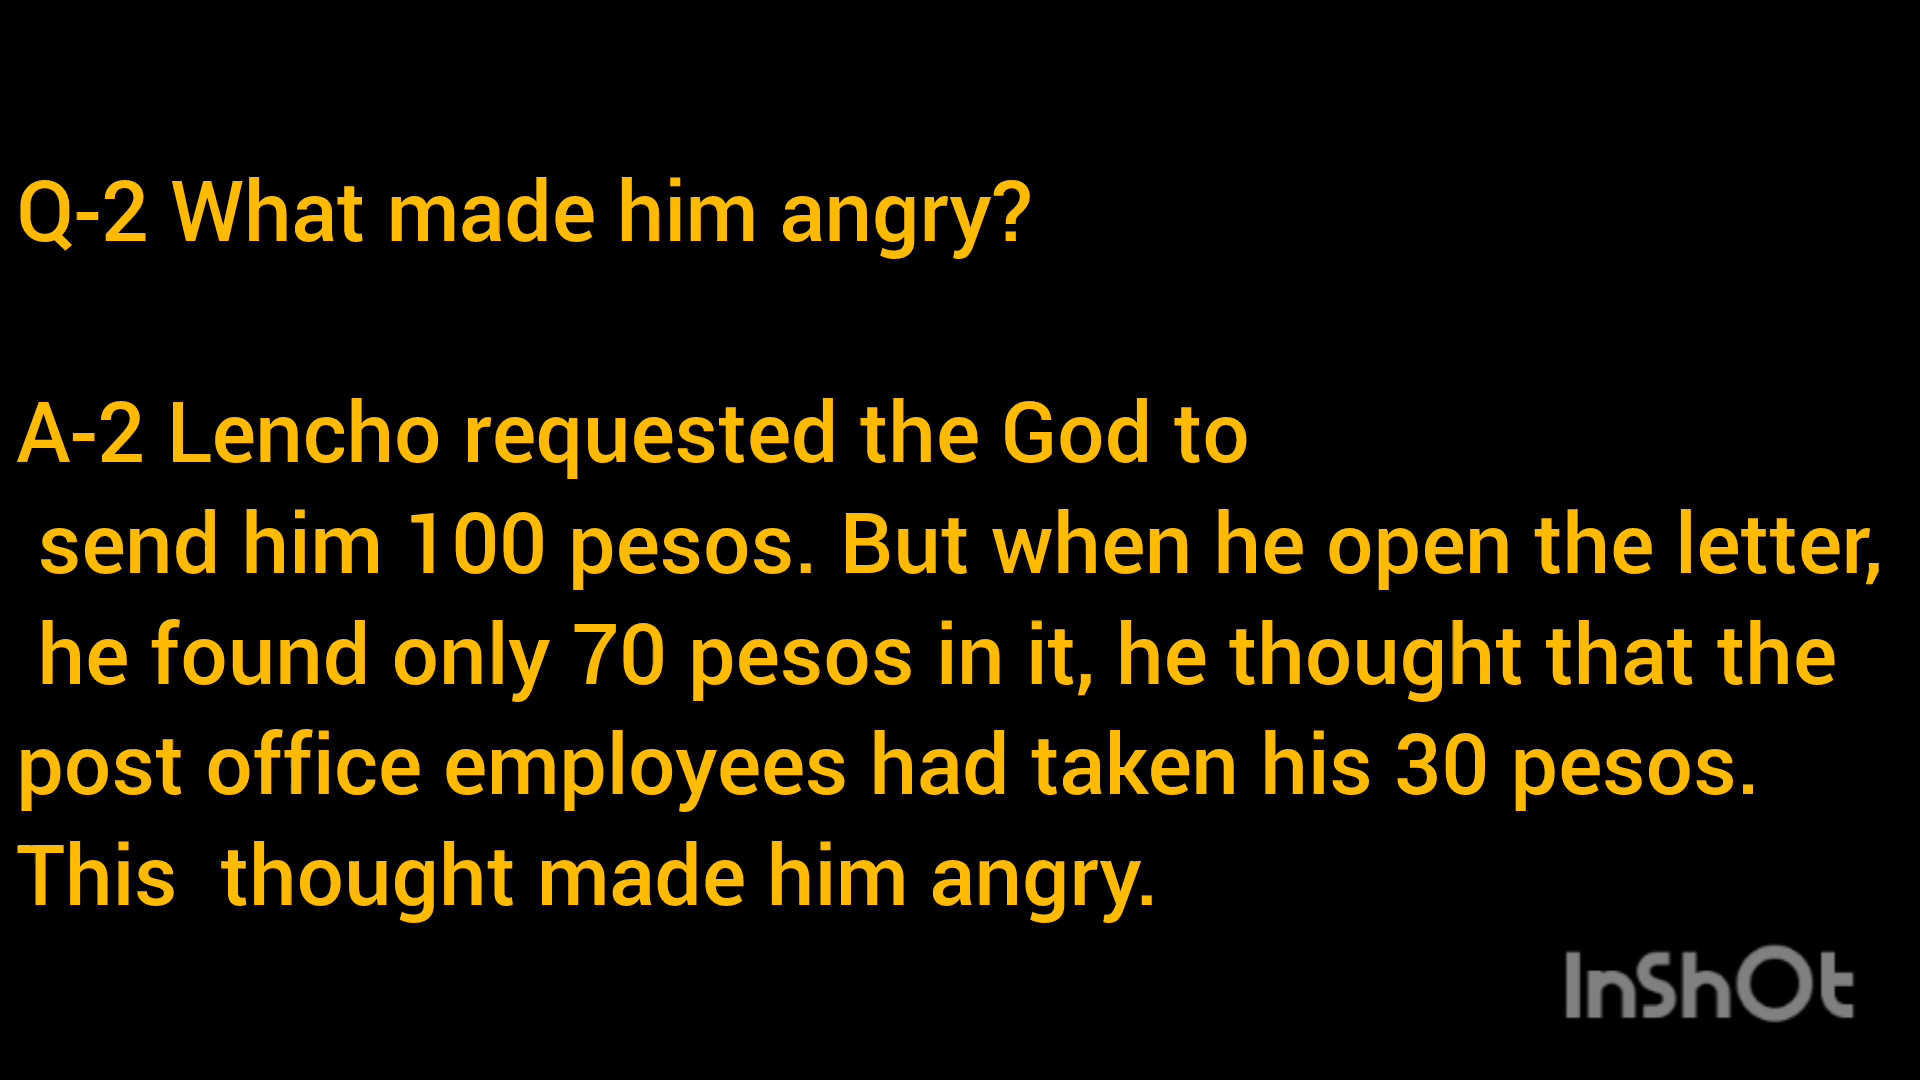 Q-2 What made him angry?
A-2 Lencho requested the God to
send him 100 pesos. But when he open the letter,
he found only 70 pesos in it, he thought that the
post office employees had taken his 30 pesos.
This  thought made him angry.
InShOt